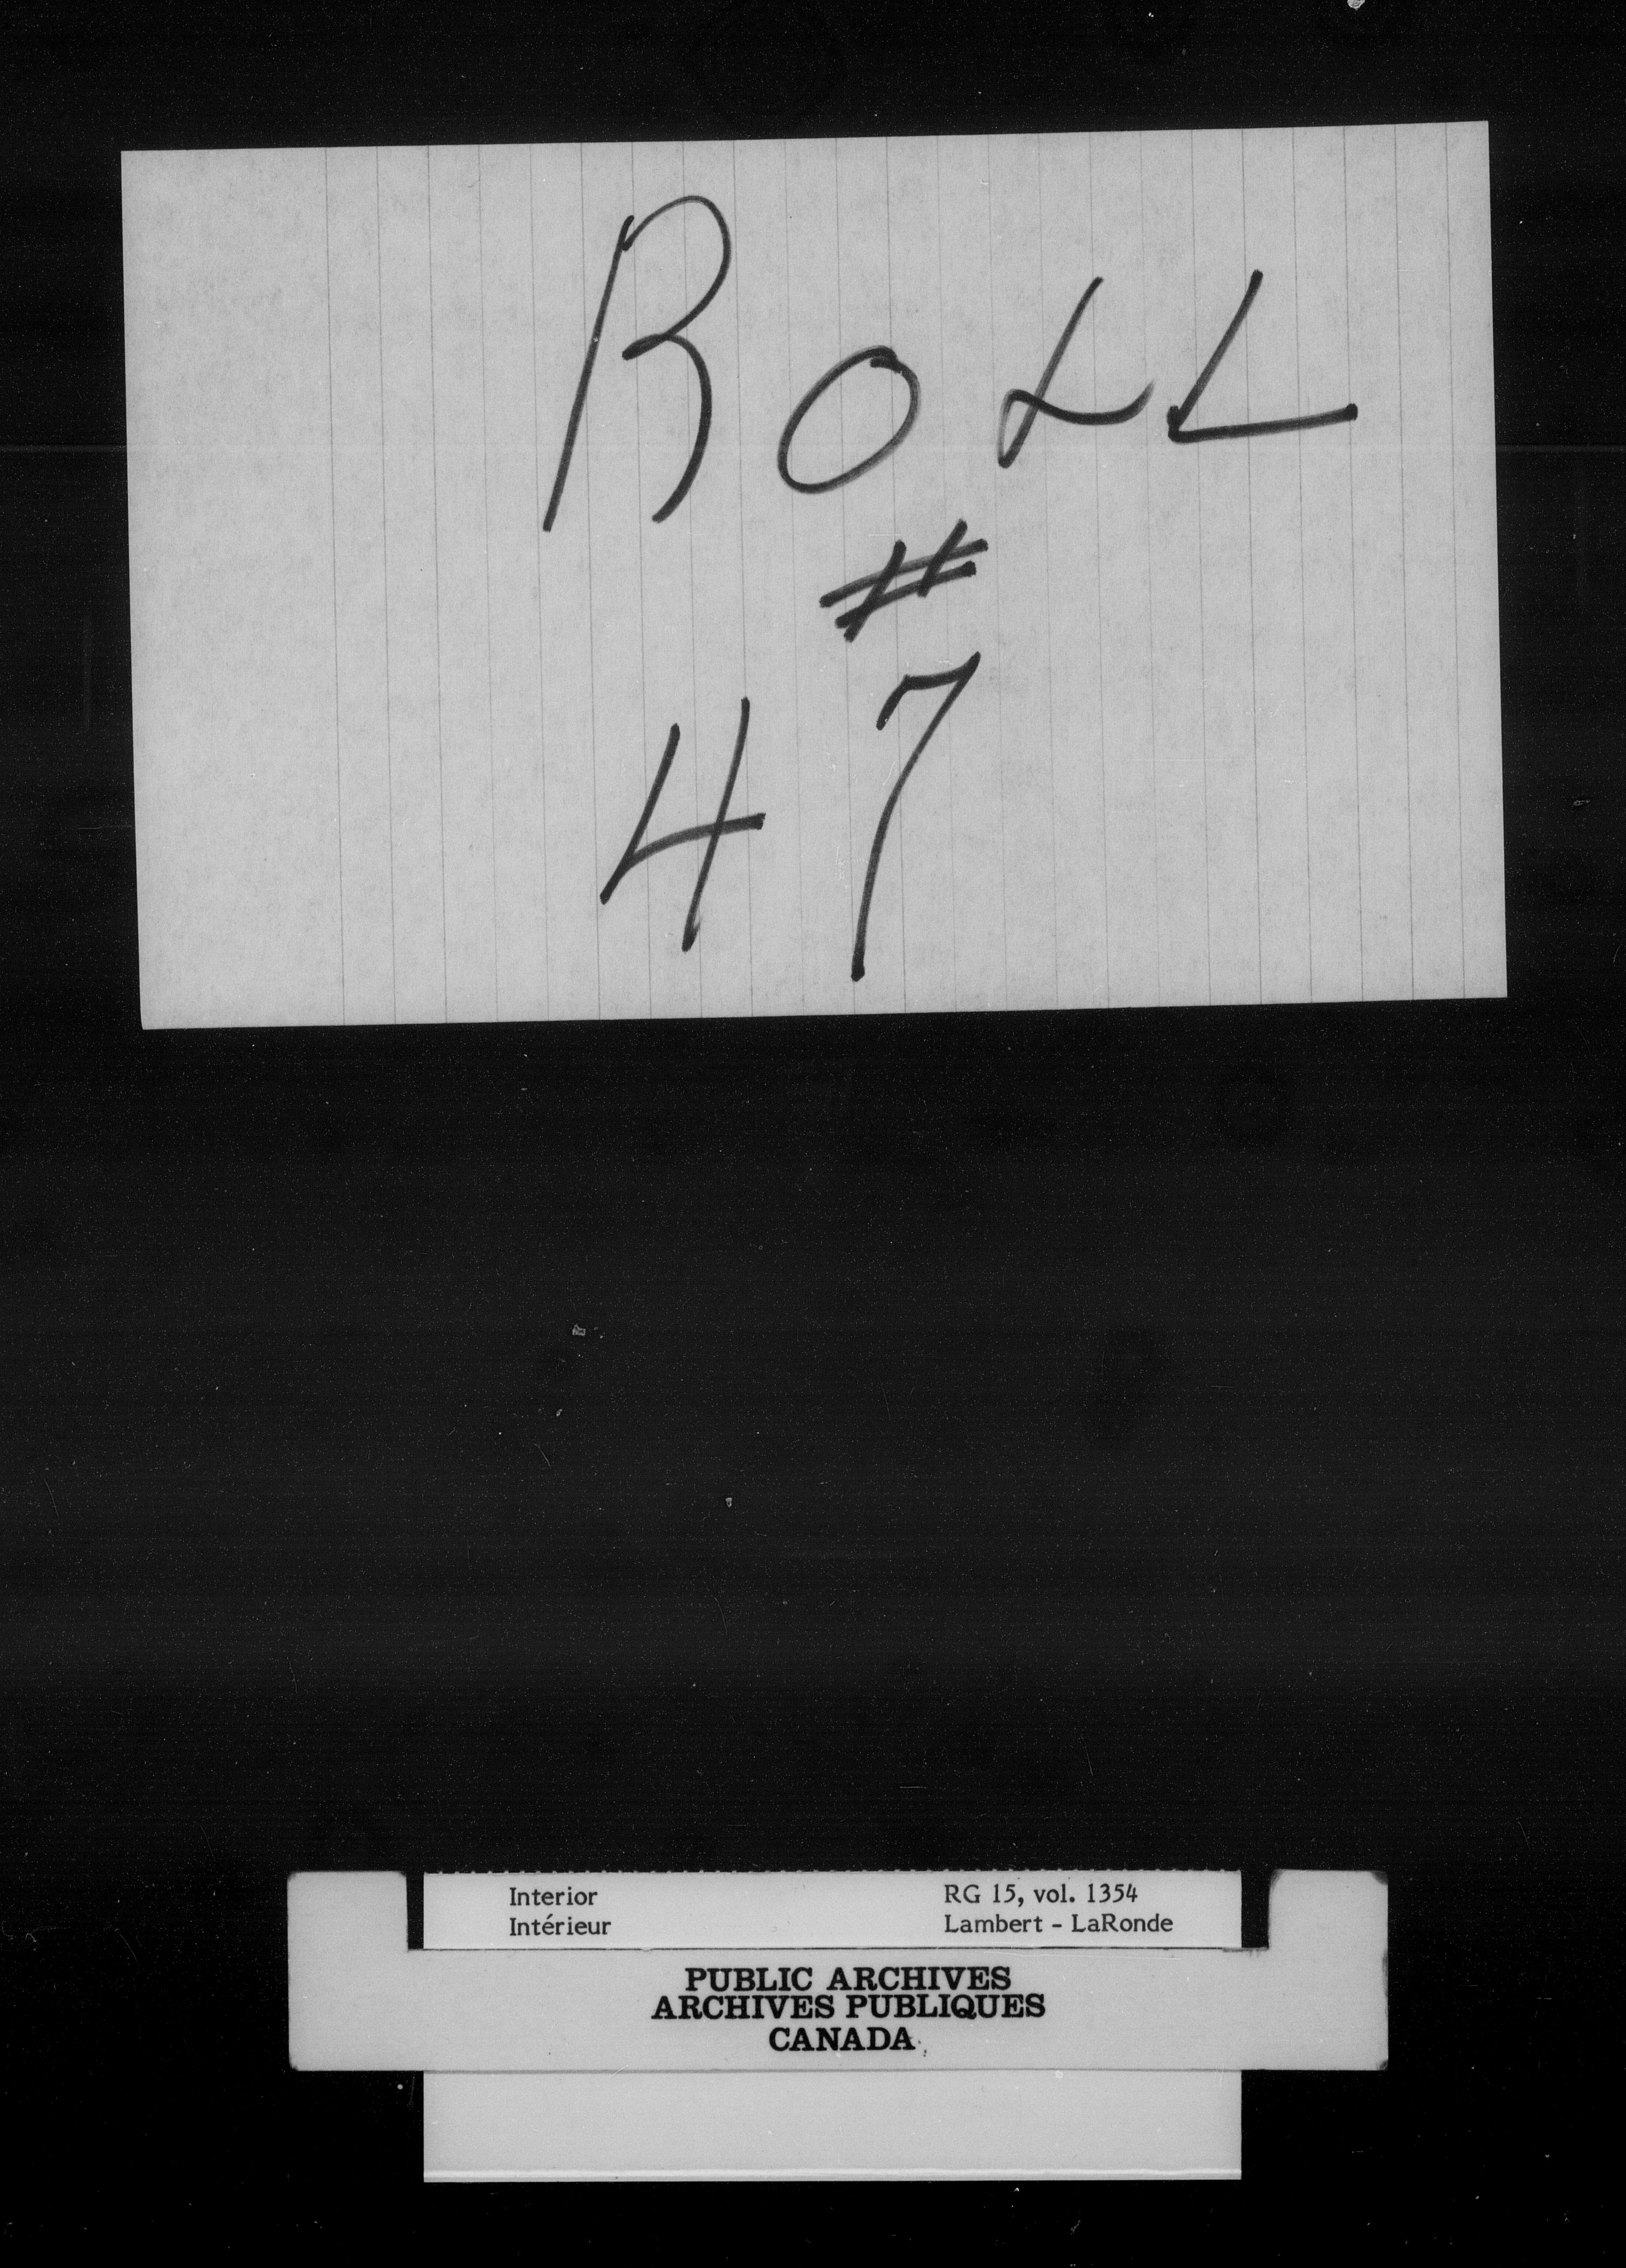 ROLL
#
47
Interior RG 15, vol. 1354
Intérieur Lambert - LaRonde
PUBLIC ARCHIVES
ARCHIVES PUBLIQUES
CANADA